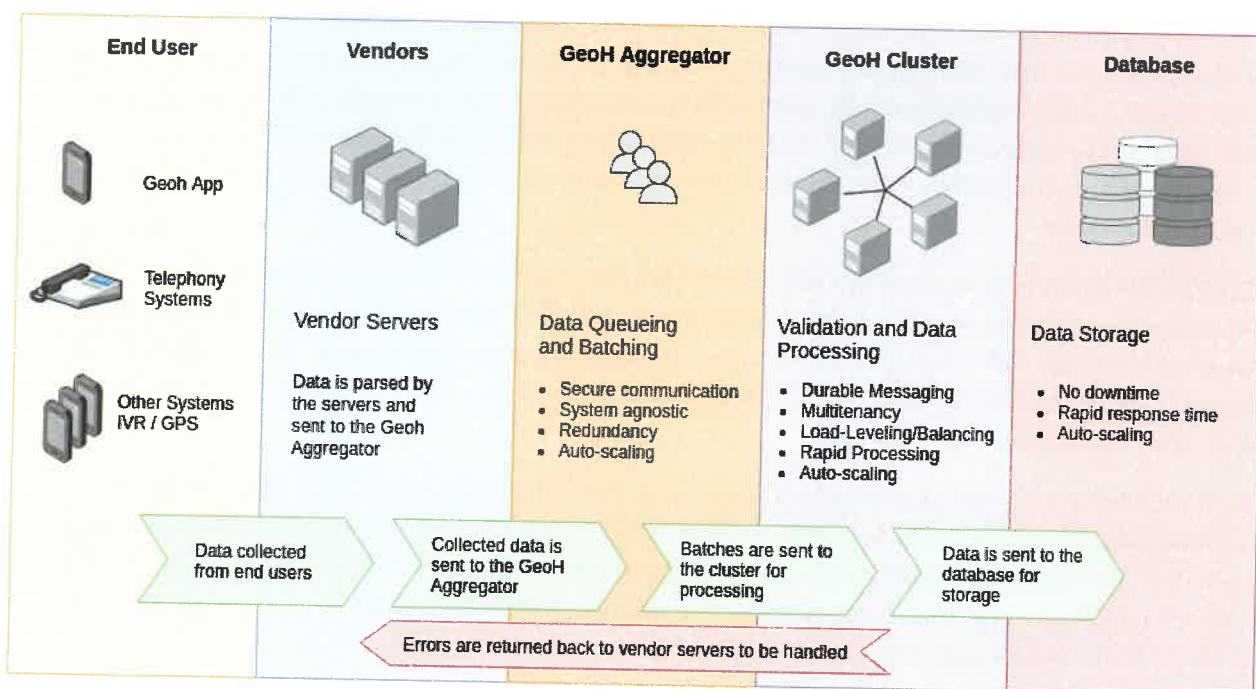 End User
Vendors
GeoH Aggregator
GeoH Cluster
Database
Geoh App
Telephony
Systems
Other Systems
IVR / GPS
Vendor Servers
Data is parsed by
the servers and
sent to the Geoh
Aggregator
Data Queueing
and Batching
• Secure communication
• System agnostic
• Redundancy
• Auto-scaling
Validation and Data
Processing
• Durable Messaging
• Multitenancy
• Load-Leveling/Balancing
• Rapid Processing
• Auto-scaling
Data Storage
• No downtime
• Rapid response time
• Auto-scaling
Data collected
from end users
Collected data is
sent to the GeoH
Aggregator
Batches are sent to
the cluster for
processing
Data is sent to the
database for
storage
Errors are returned back to vendor servers to be handled